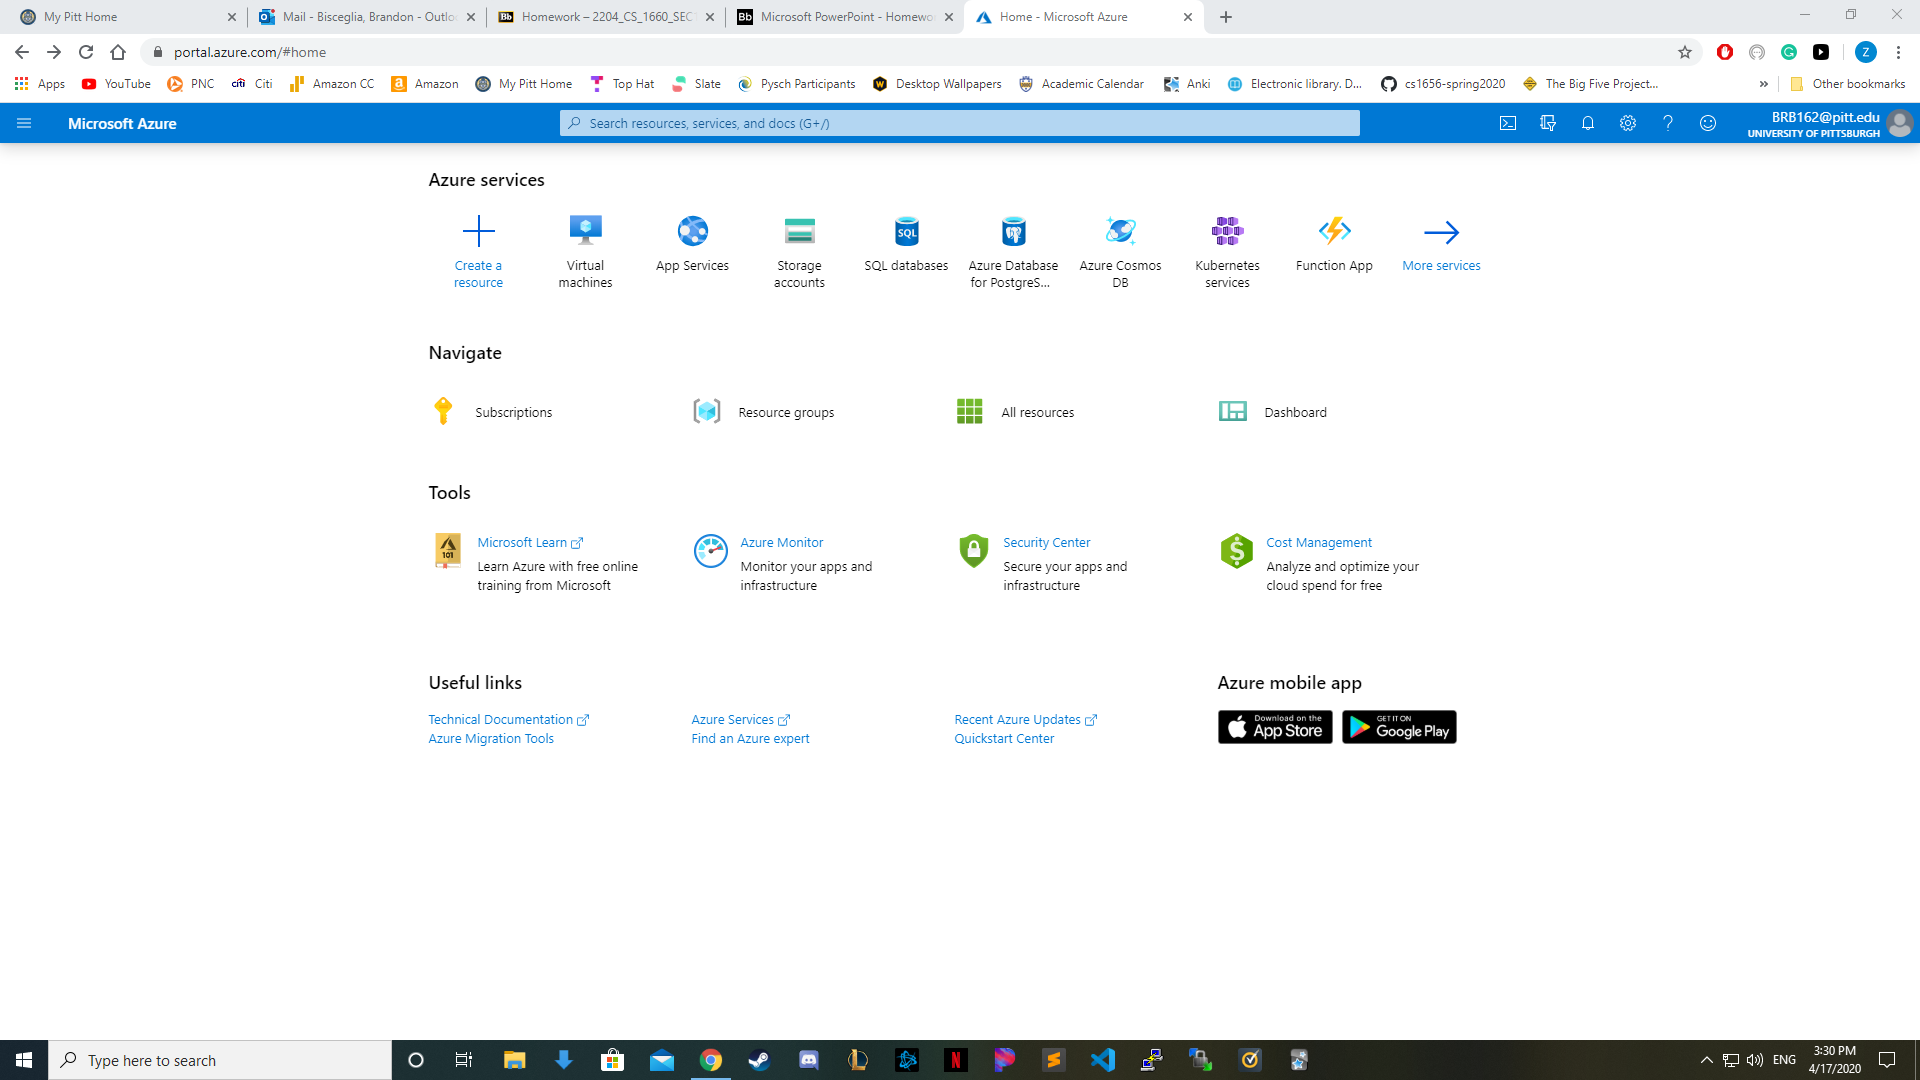 My Pitt Home
Mail - Bisceglia, Brandon - Outlo
Homework – 2204_CS_1660_SEC1
Microsoft PowerPoint - Homewo
Home - Microsoft Azure
portal.azure.com/#home
Z
Apps
YouTube
PNC
citi
Citi
Amazon CC
Amazon
My Pitt Home
Top Hat
Slate
Pysch Participants
Desktop Wallpapers
Academic Calendar
Anki
Electronic library. D...
cs1656-spring2020
The Big Five Project...
Other bookmarks
Microsoft Azure
Search resources, services, and docs (G+/)
BRB162@pitt.edu
UNIVERSITY OF PITTSBURGH
Azure services
Create a
resource
Virtual
machines
App Services
Storage
accounts
SQL
SQL databases
Azure Database
for PostgreS...
Azure Cosmos
DB
Kubernetes
services
Function App
More services
Navigate
Subscriptions
Resource groups
All resources
Dashboard
Tools
101
Microsoft Learn
Learn Azure with free online
training from Microsoft
Azure Monitor
Monitor your apps and
infrastructure
Security Center
Secure your apps and
infrastructure
Cost Management
Analyze and optimize your
cloud spend for free
Useful links
Technical Documentation
Azure Migration Tools
Azure Services
Find an Azure expert
Recent Azure Updates
Quickstart Center
Azure mobile app
Download on the
App Store
GET IT ON
Google Play
Type here to search
ENG
3:30 PM
4/17/2020